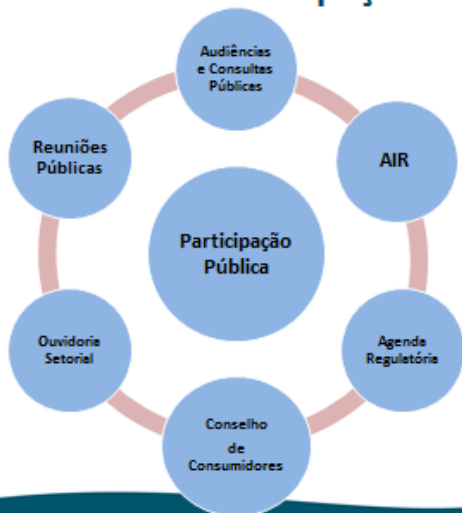 Audiências
e Consultas
Públicas
AIR
Agenda
Regulatória
Conselho
de
Consumidores
Ouvidoria
Setorial
Reuniões
Públicas
Participação
Pública